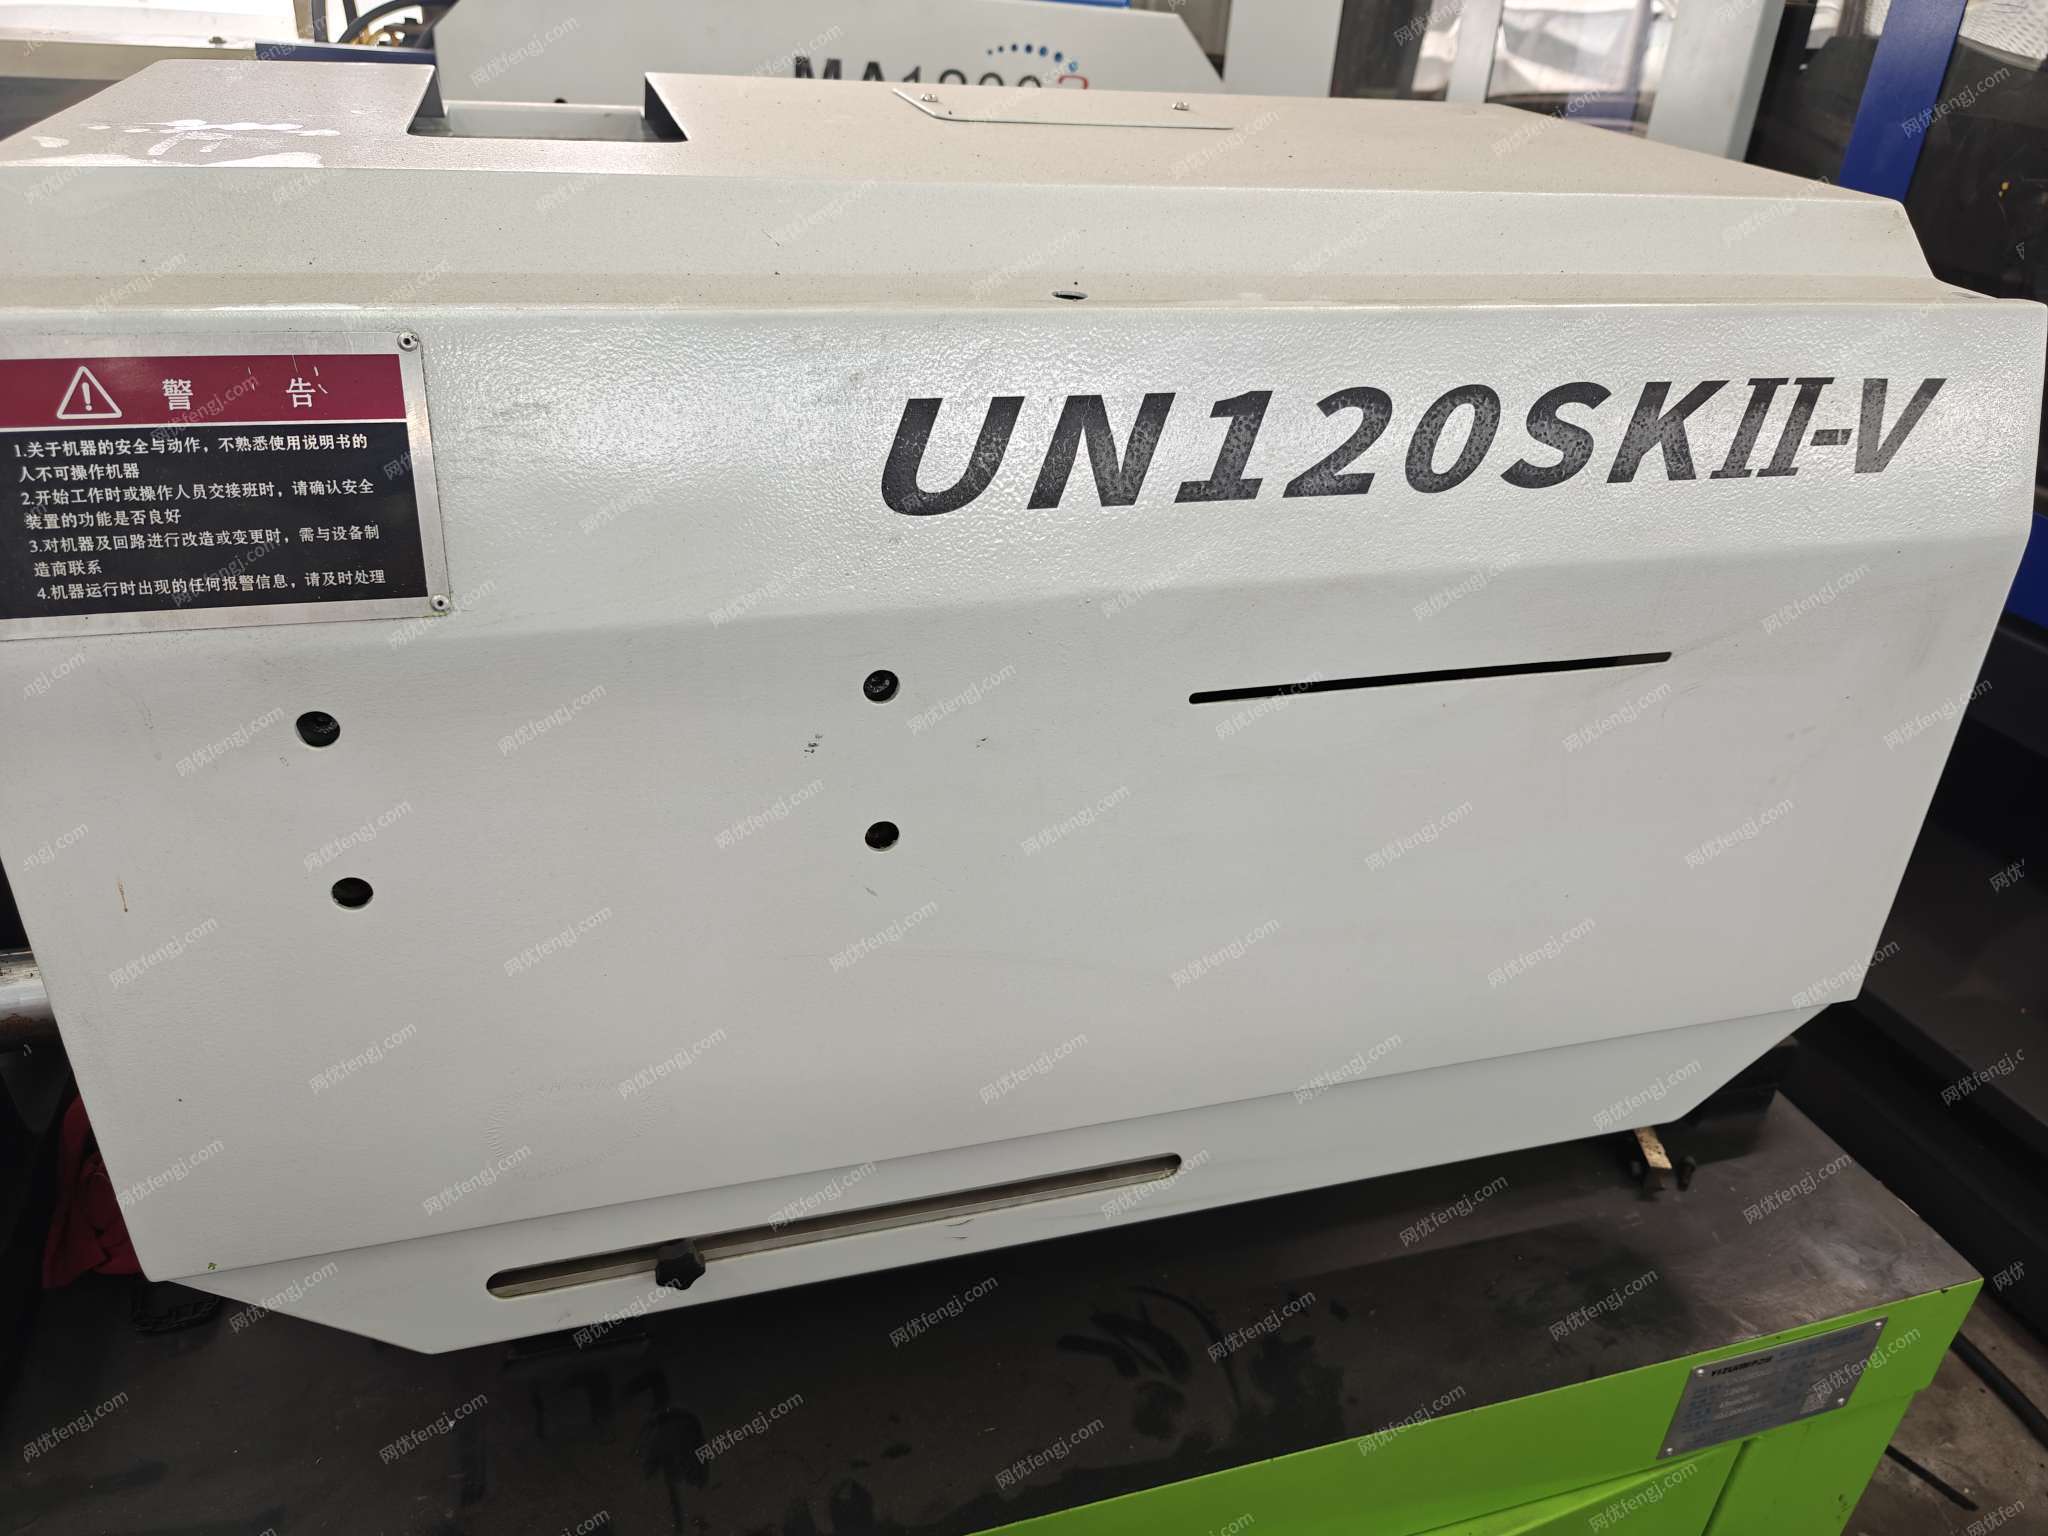 MA1200
UN120SKII-V
警 告
1.关于机器的安全与动作，不熟悉使用说明书的
人不可操作机器
2.开始工作时或操作人员交接班时，请确认安全
装置的功能是否良好
3.对机器及回路进行改造或变更时，需与设备制
造商联系
4.机器运行时出现的任何报警信息，请及时处理
YIZUMI
网优fengj.com